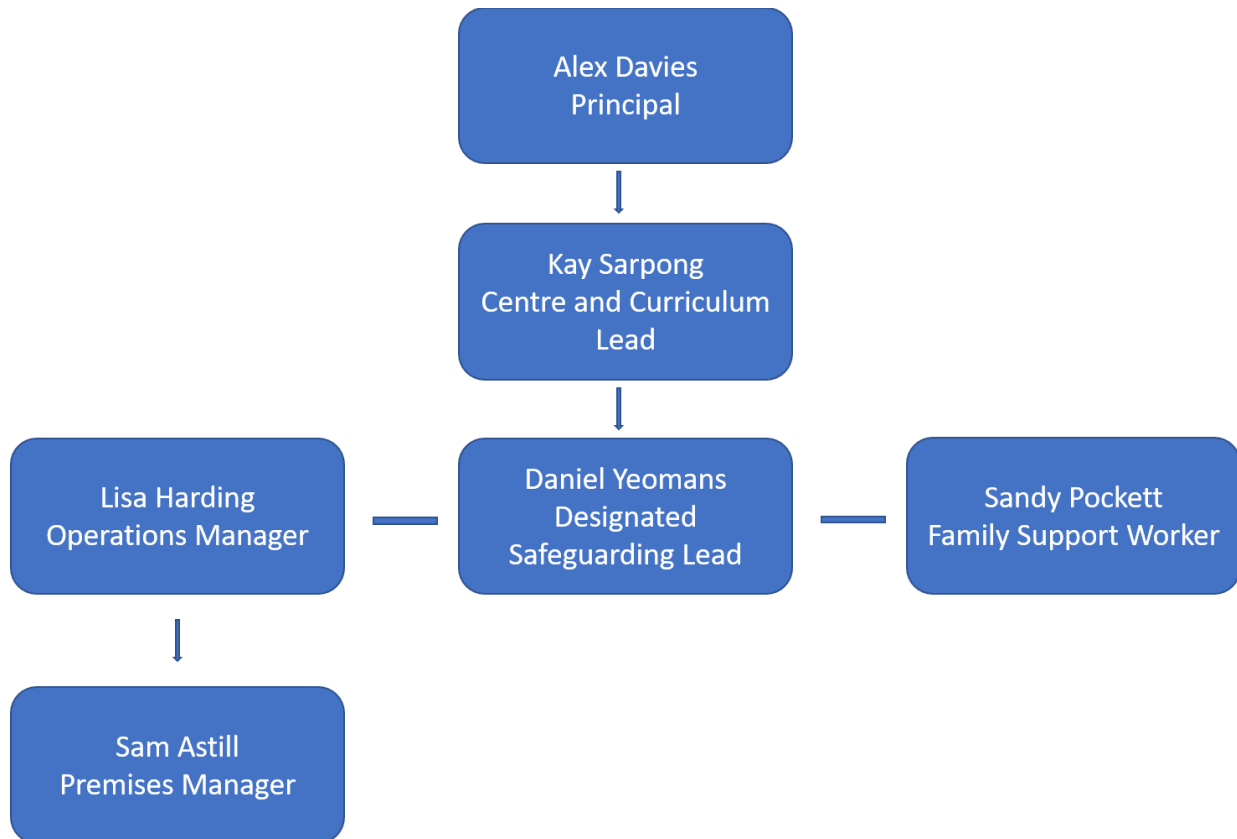 Alex Davies
Principal
Kay Sarpong
Centre and Curriculum
Lead
Lisa Harding
Operations Manager
Daniel Yeomans
Designated
Safeguarding Lead
Sandy Pockett
Family Support Worker
Sam Astill
Premises Manager